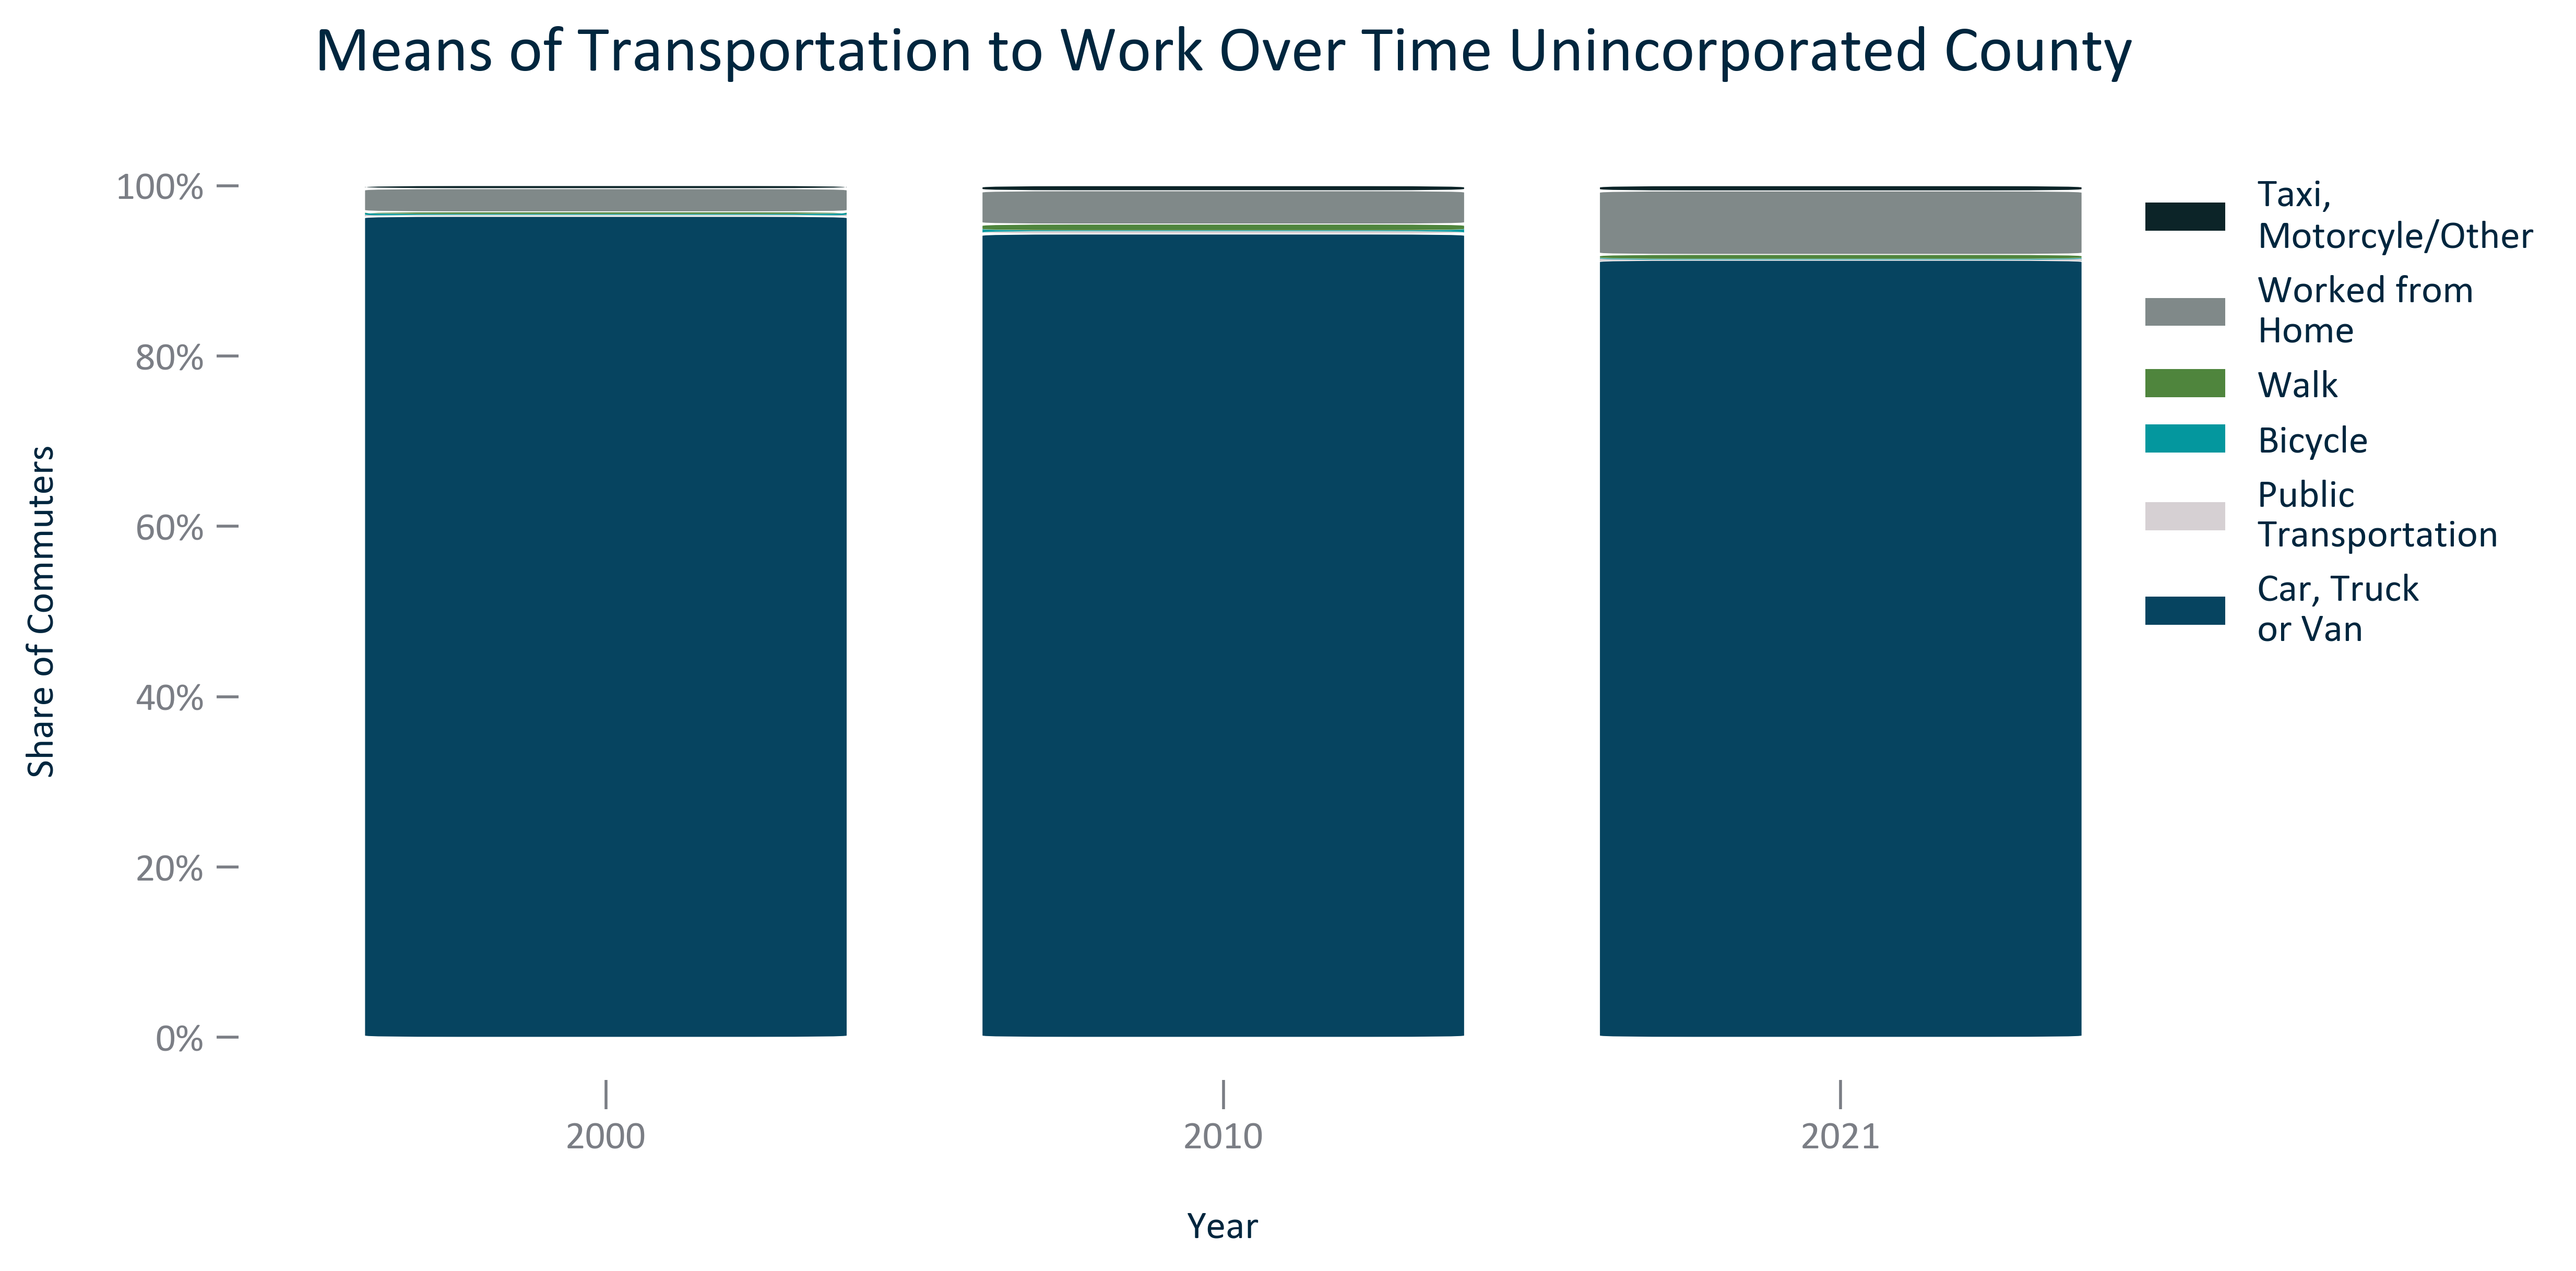 Means of Transportation to Work Over Time Unincorporated County
Share of Commuters
100%
80%
60%
40%
20%
0%
2000
2010
2021
Year
Taxi,
Motorcyle/Other
Worked from
Home
Walk
Bicycle
Public
Transportation
Car, Truck
or Van